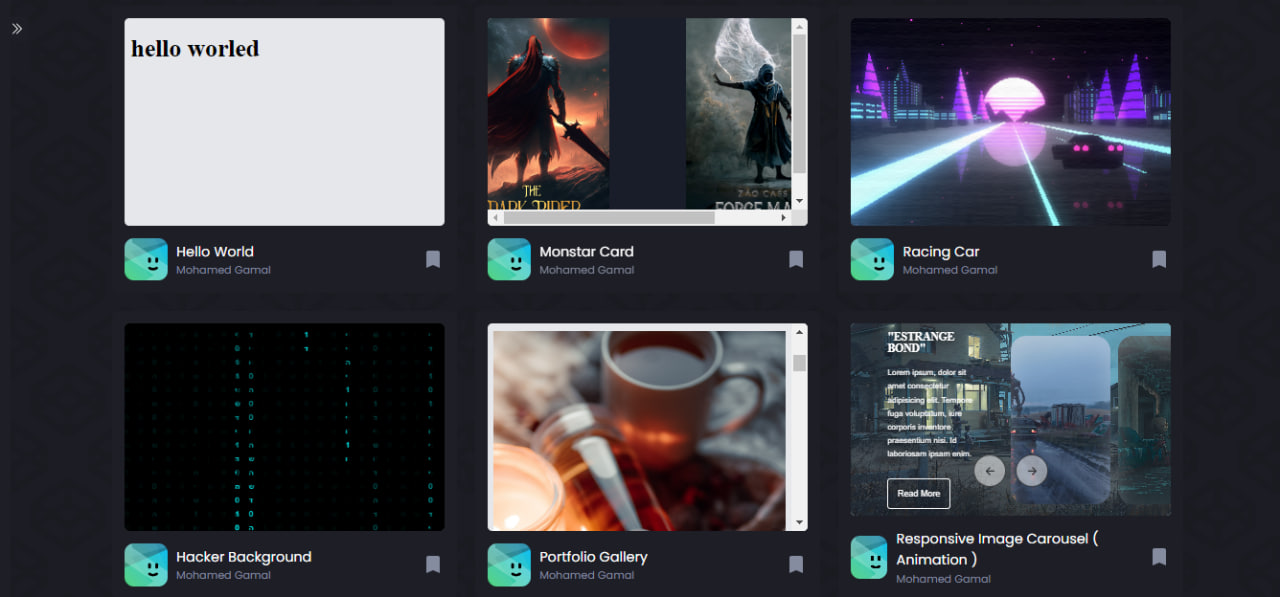 hello worled
THE
DARK RIDER
ZAO CASS
FORCE MA
Hello World
Mohamed Gamal
Monstar Card
Mohamed Gamal
Racing Car
Mohamed Gamal
"ESTRANGE
BOND"
Lorem ipsum, dolor sit
amet consectetur
adipisicing elit. Tempore
fuga voluptatum, iure
corporis inventore
praesentium nisi. Id
laboriosam ipsam enim.
Read More
Hacker Background
Mohamed Gamal
Portfolio Gallery
Mohamed Gamal
Responsive Image Carousel (
Animation )
Mohamed Gamal